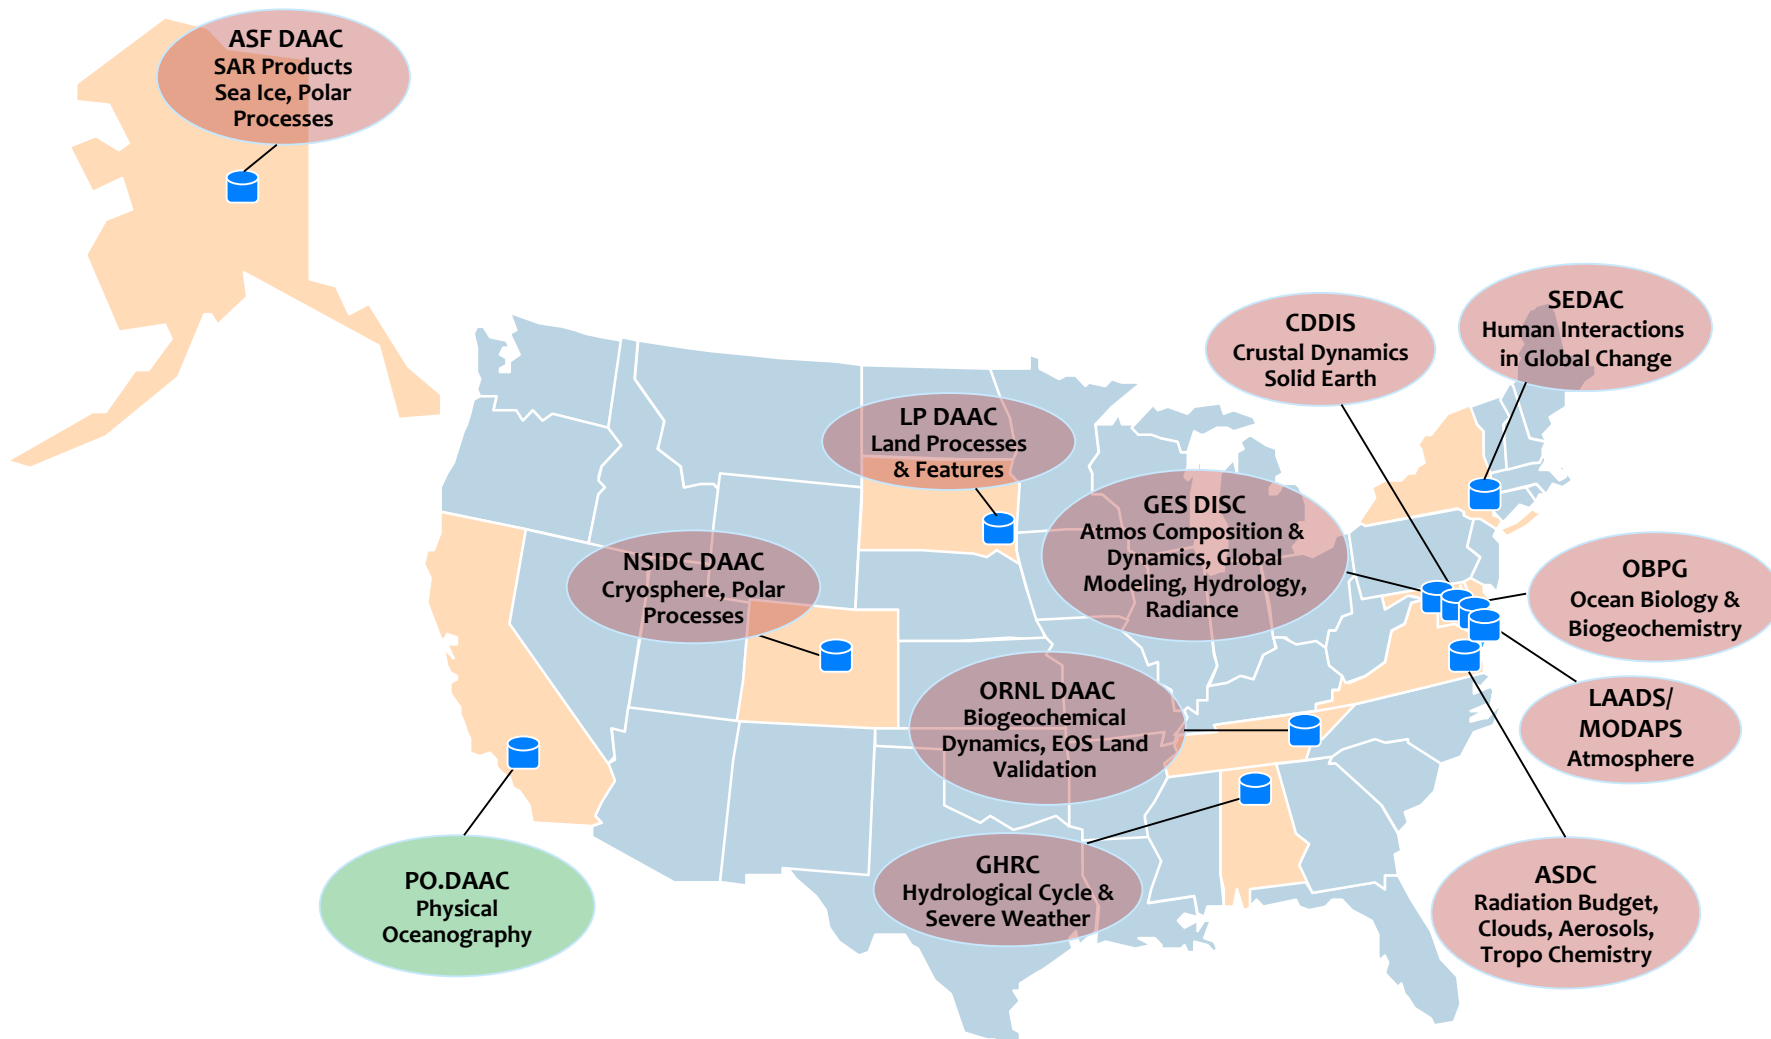 ASF DAAC
SAR Products
Sea Ice, Polar
Processes
SEDAC
Human Interactions
in Global Change
CDDIS
Crustal Dynamics
Solid Earth
LP DAAC
Land Processes
& Features
GES DISC
Atmos Composition &
Dynamics, Global
Modeling, Hydrology,
Radiance
NSIDC DAAC
Cryosphere, Polar
Processes
OBPG
Ocean Biology &
Biogeochemistry
ORNL DAAC
Biogeochemical
Dynamics, EOS Land
Validation
LAADS/
MODAPS
Atmosphere
PO.DAAC
Physical
Oceanography
GHRC
Hydrological Cycle &
Severe Weather
ASDC
Radiation Budget,
Clouds, Aerosols,
Tropo Chemistry